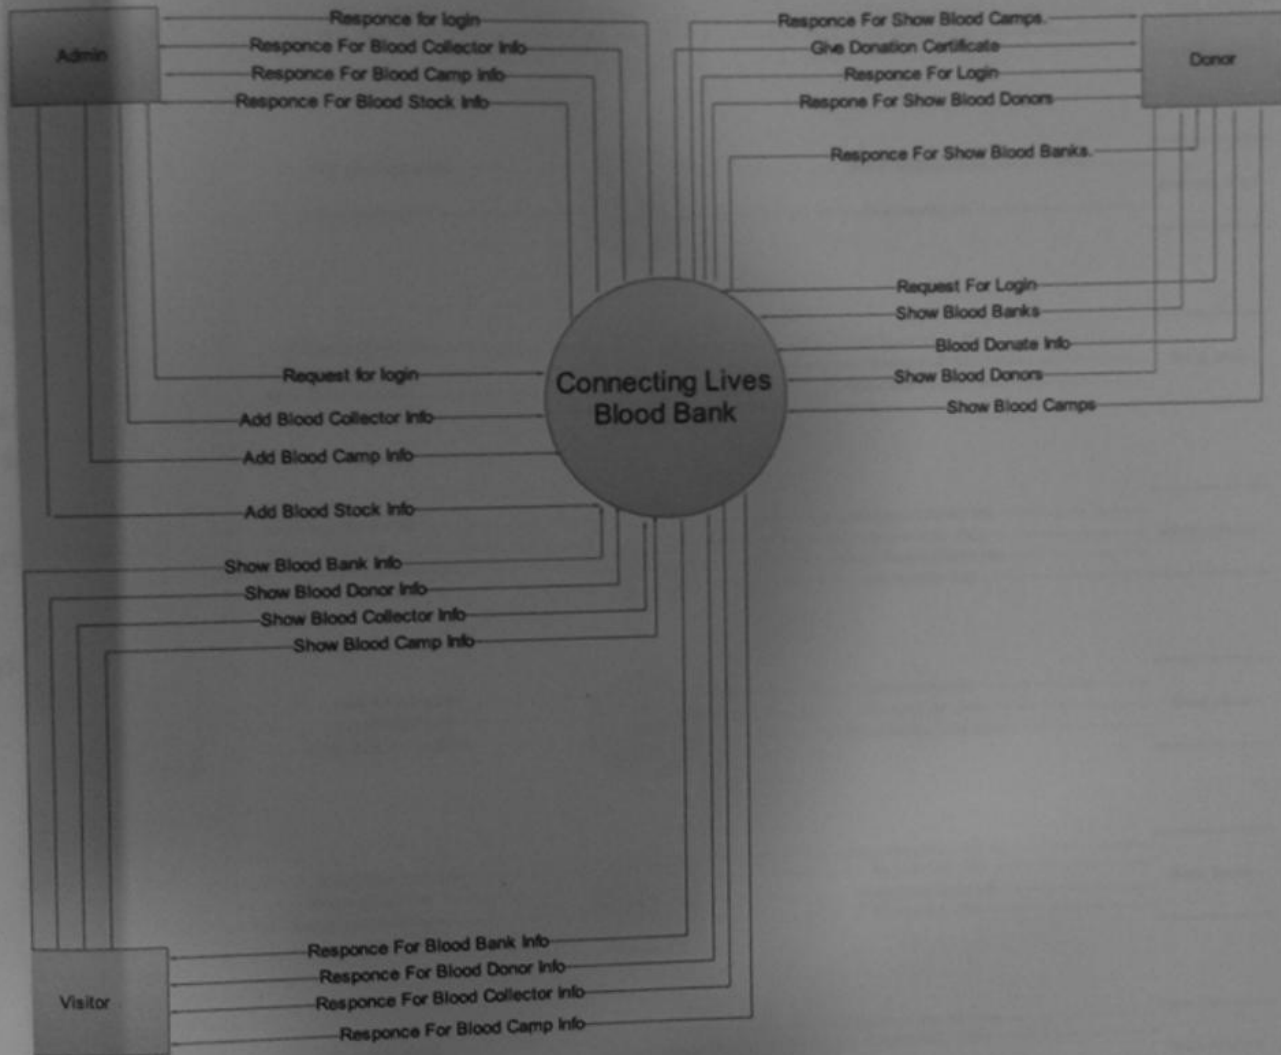 Admin
Responce for login
Responce For Blood Collector Info
Responce For Blood Camp Info
Responce For Blood Stock Info
Responce For Show Blood Camps.
Give Donation Certificate
Responce For Login
Respone For Show Blood Donors
Responce For Show Blood Banks.
Donor
Request For Login
Show Blood Banks
Blood Donate Info
Show Blood Donors
Show Blood Camps
Connecting Lives
Blood Bank
Request for login
Add Blood Collector Info
Add Blood Camp Info
Add Blood Stock Info
Show Blood Bank Info
Show Blood Donor Info
Show Blood Collector Info
Show Blood Camp Info
Responce For Blood Bank Info
Responce For Blood Donor Info
Responce For Blood Collector Info
Responce For Blood Camp Info
Visitor